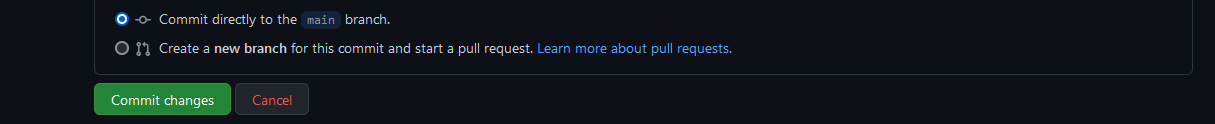 Commit directly to the main branch.
Create a new branch for this commit and start a pull request. Learn more about pull requests.
Commit changes Cancel